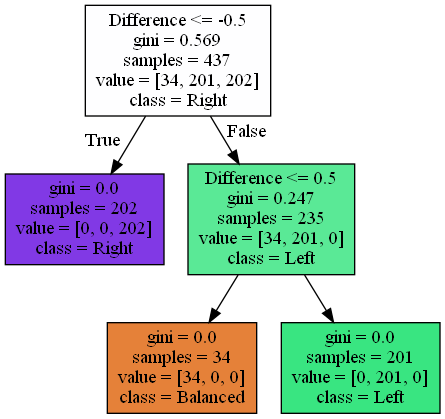 Difference <= -0.5
gini = 0.569
samples = 437
value = [34, 201, 202]
class = Right
True
False
gini = 0.0
samples = 202
value = [0, 0, 202]
class = Right
Difference <= 0.5
gini = 0.247
samples = 235
value = [34, 201, 0]
class = Left
gini = 0.0
samples = 34
value = [34, 0, 0]
class = Balanced
gini = 0.0
samples = 201
value = [0, 201, 0]
class = Left